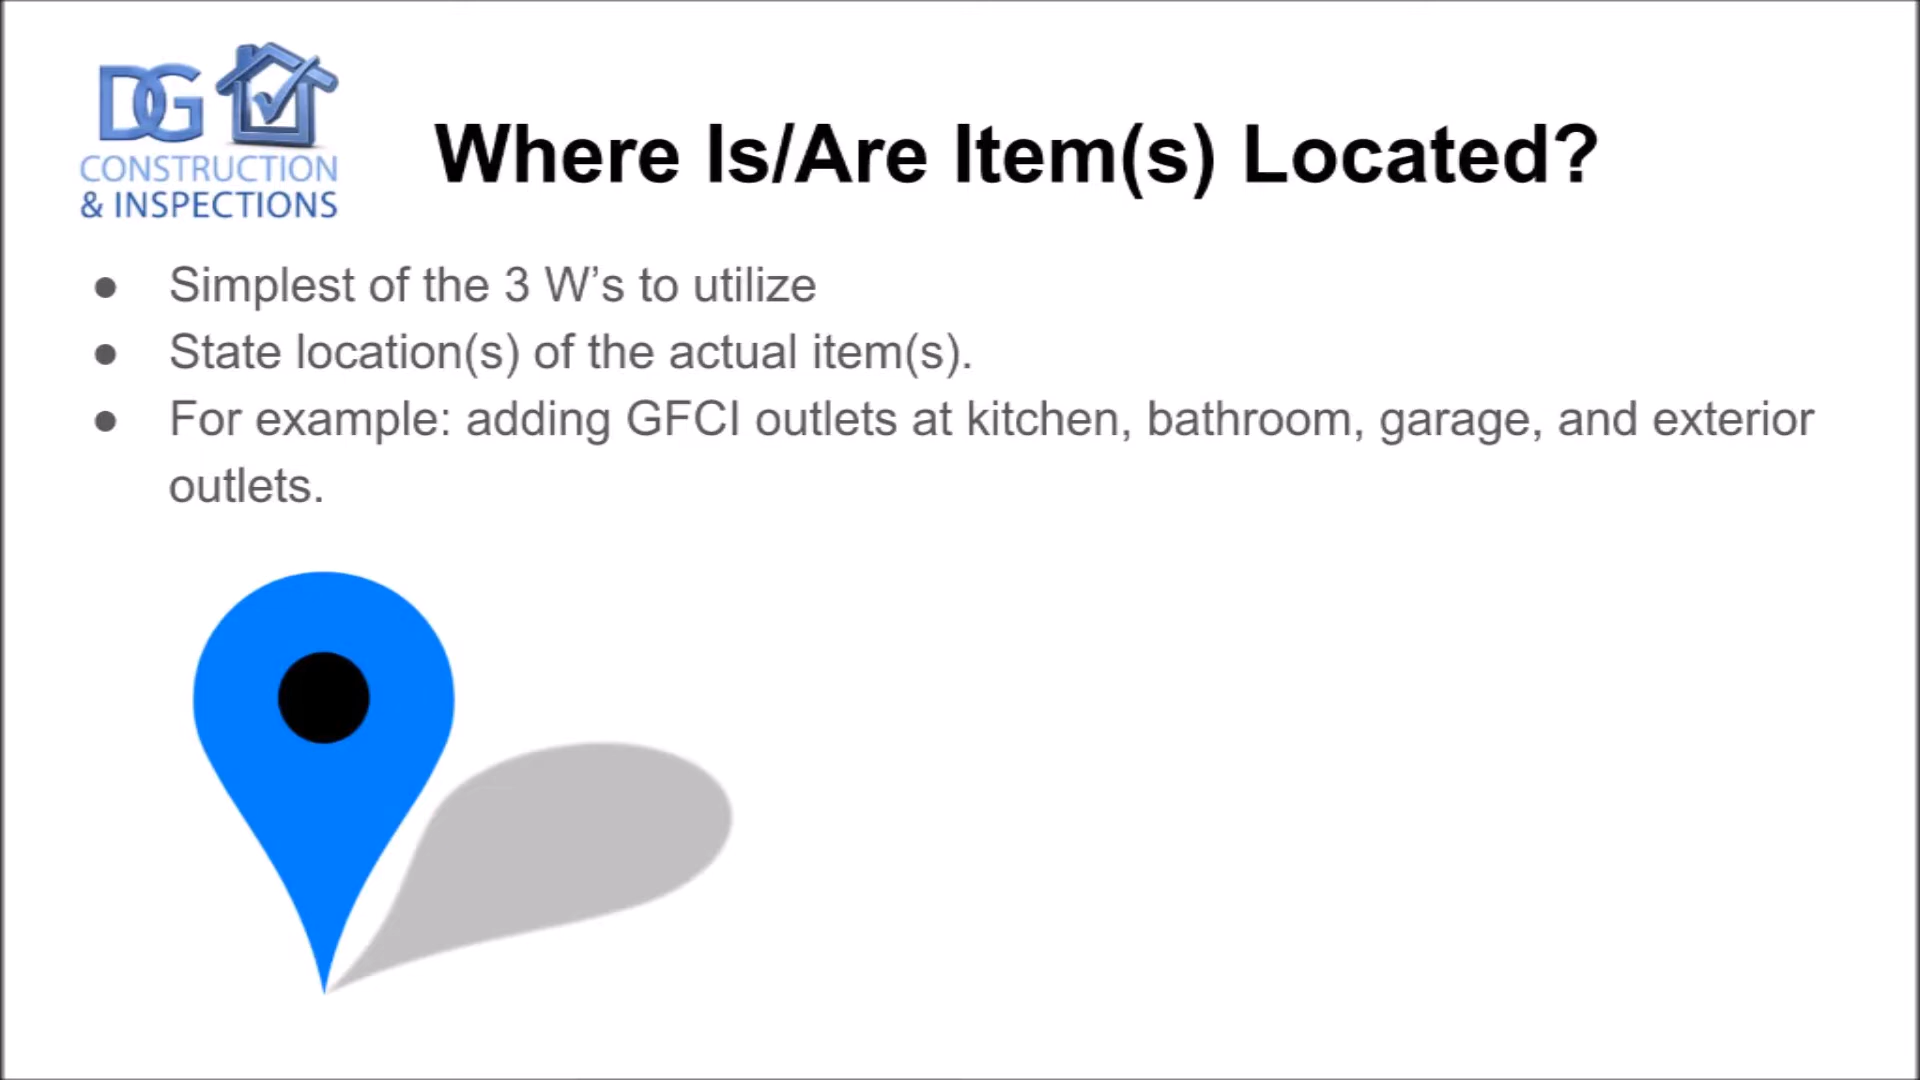 DG
CONSTRUCTION
& INSPECTIONS
Where Is/Are Item(s) Located?
● Simplest of the 3 W’s to utilize
● State location(s) of the actual item(s).
● For example: adding GFCI outlets at kitchen, bathroom, garage, and exterior
outlets.